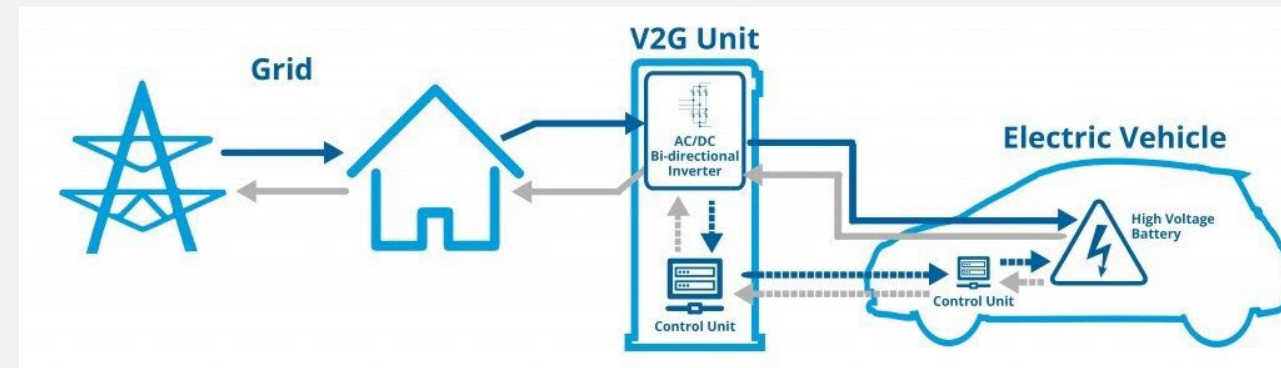 V2G Unit
Grid
AC/DC
Bi-directional
Inverter
Electric Vehicle
High Voltage
Battery
Control Unit
Control Unit